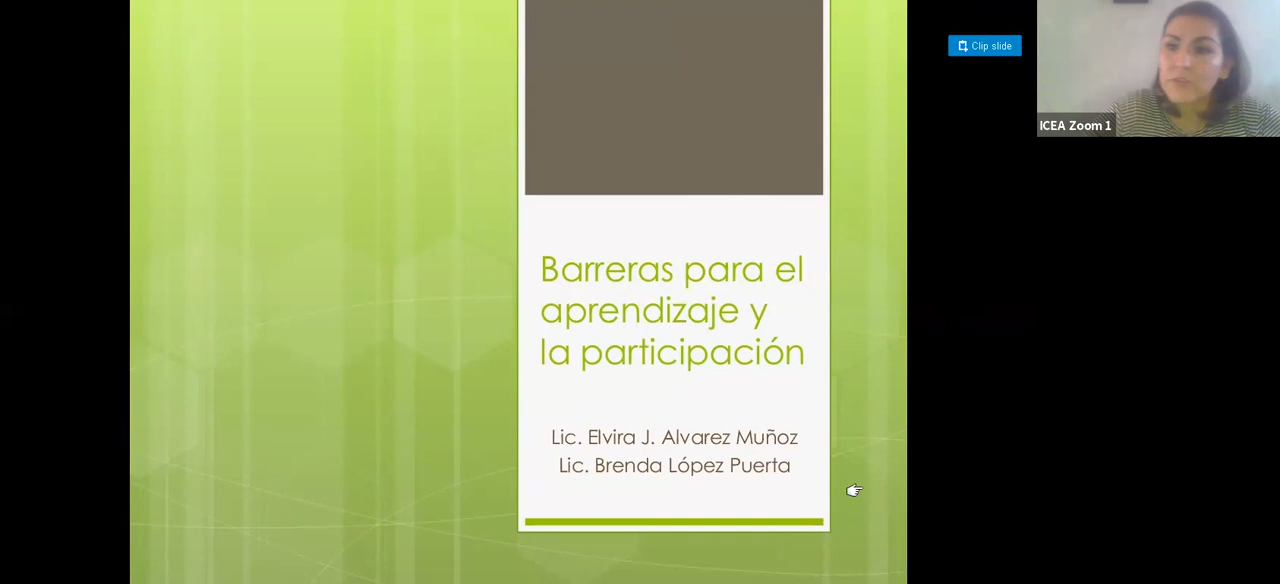 Clip slide
ICEA Zoom 1
Barreras para el
aprendizaje y
la participación
Lic. Elvira J. Alvarez Muñoz
Lic. Brenda López Puerta